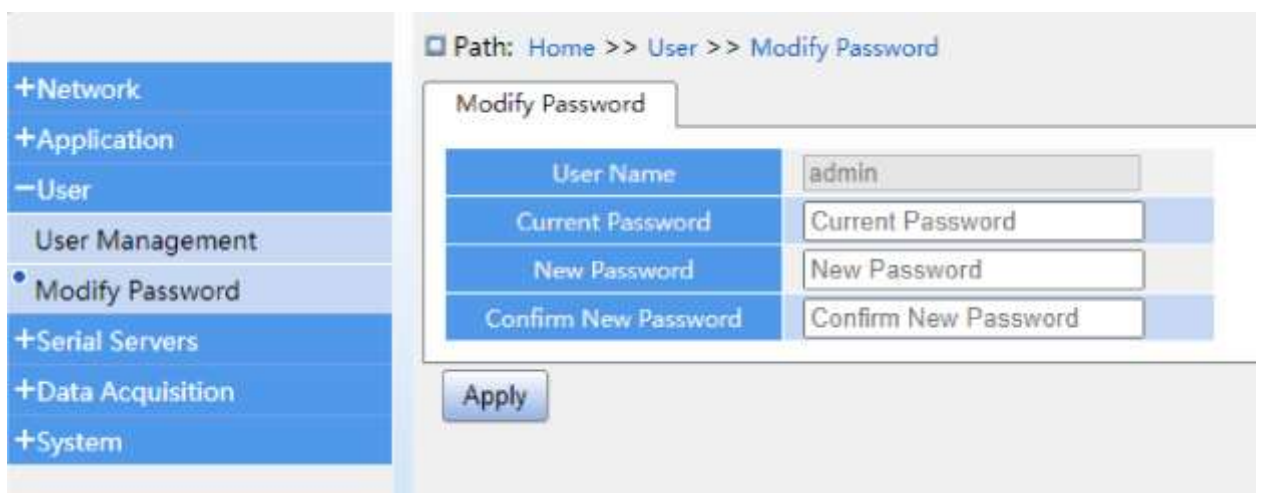 Path: Home >> User >> Modify Password
+Network
+Application
−User
User Management
Modify Password
+Serial Servers
+Data Acquisition
+System
Modify Password
User Name admin
Current Password Current Password
New Password New Password
Confirm New Password Confirm New Password
Apply